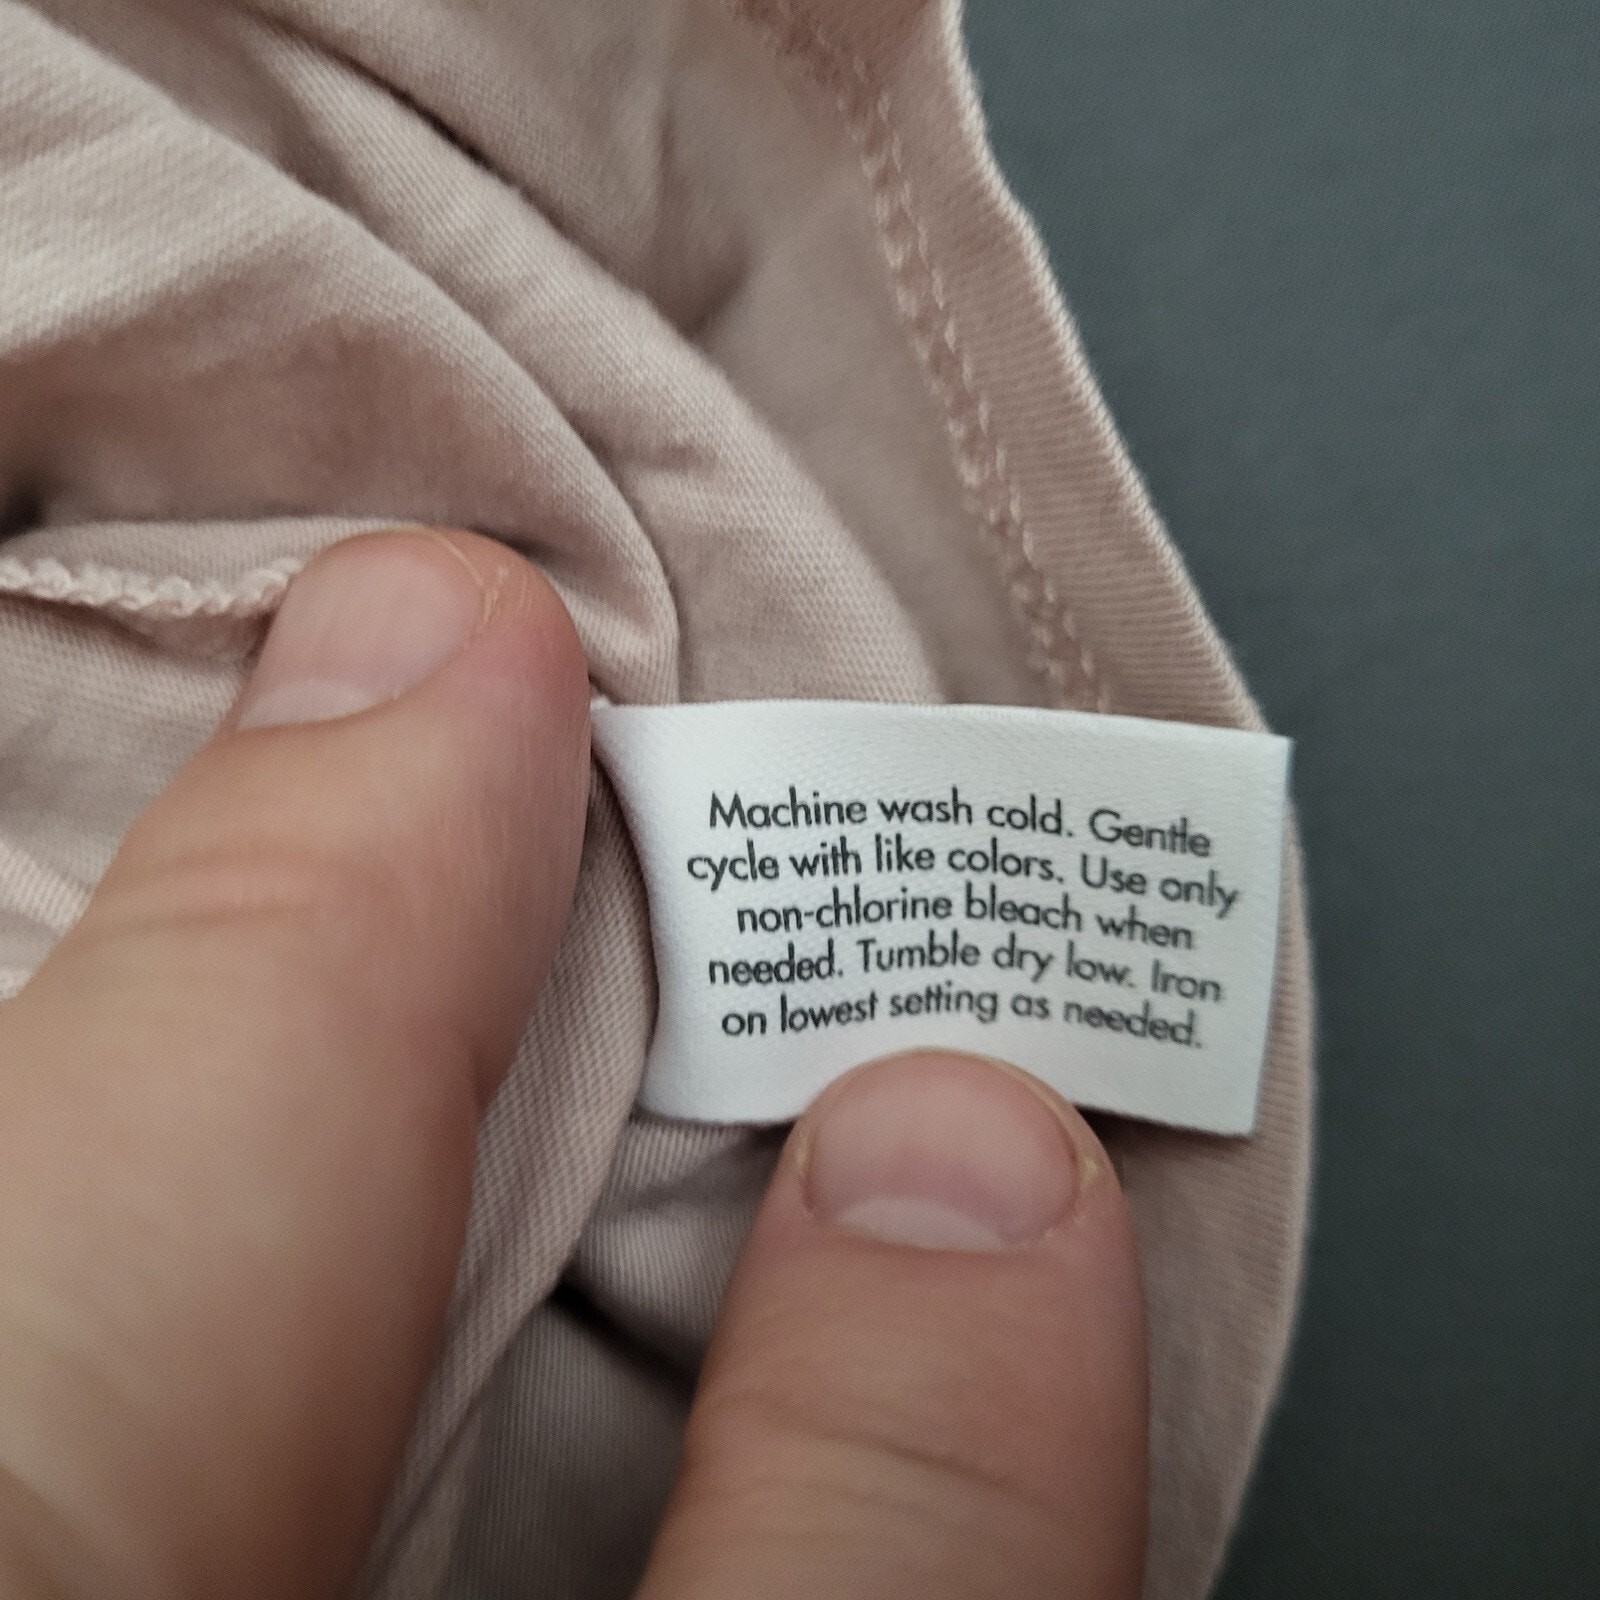 Machine wash cold. Gentle
cycle with like colors. Use only
non-chlorine bleach when
needed. Tumble dry low. Iron
on lowest setting as needed.